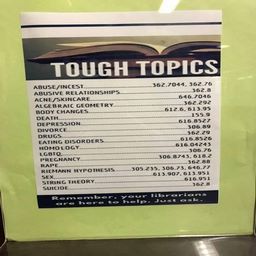 TOUGH TOPICS
ABUSE/INCEST 362.7044, 362.76
ABUSIVE RELATIONSHIPS 362.8
ACNE/SKINCARE 646.7046
ALGEBRAIC GEOMETRY 362.292
BODY CHANGES 612.6, 613.95
DEATH 155.9
DEPRESSION 616.8527
DIVORCE 306.89
DRUGS 362.29
EATING DISORDERS 616.8526
HOMOLOGY 616.04243
LGBTQ 306.76
PREGNANCY 306.8743, 618.2
RAPE 362.88
RIEMANN HYPOTHESIS 305.235, 306.73, 646.77
SEX 613.907, 613.951
STRING THEORY 616.951
SUICIDE 362.8
Remember, your librarians
are here to help. Just ask.